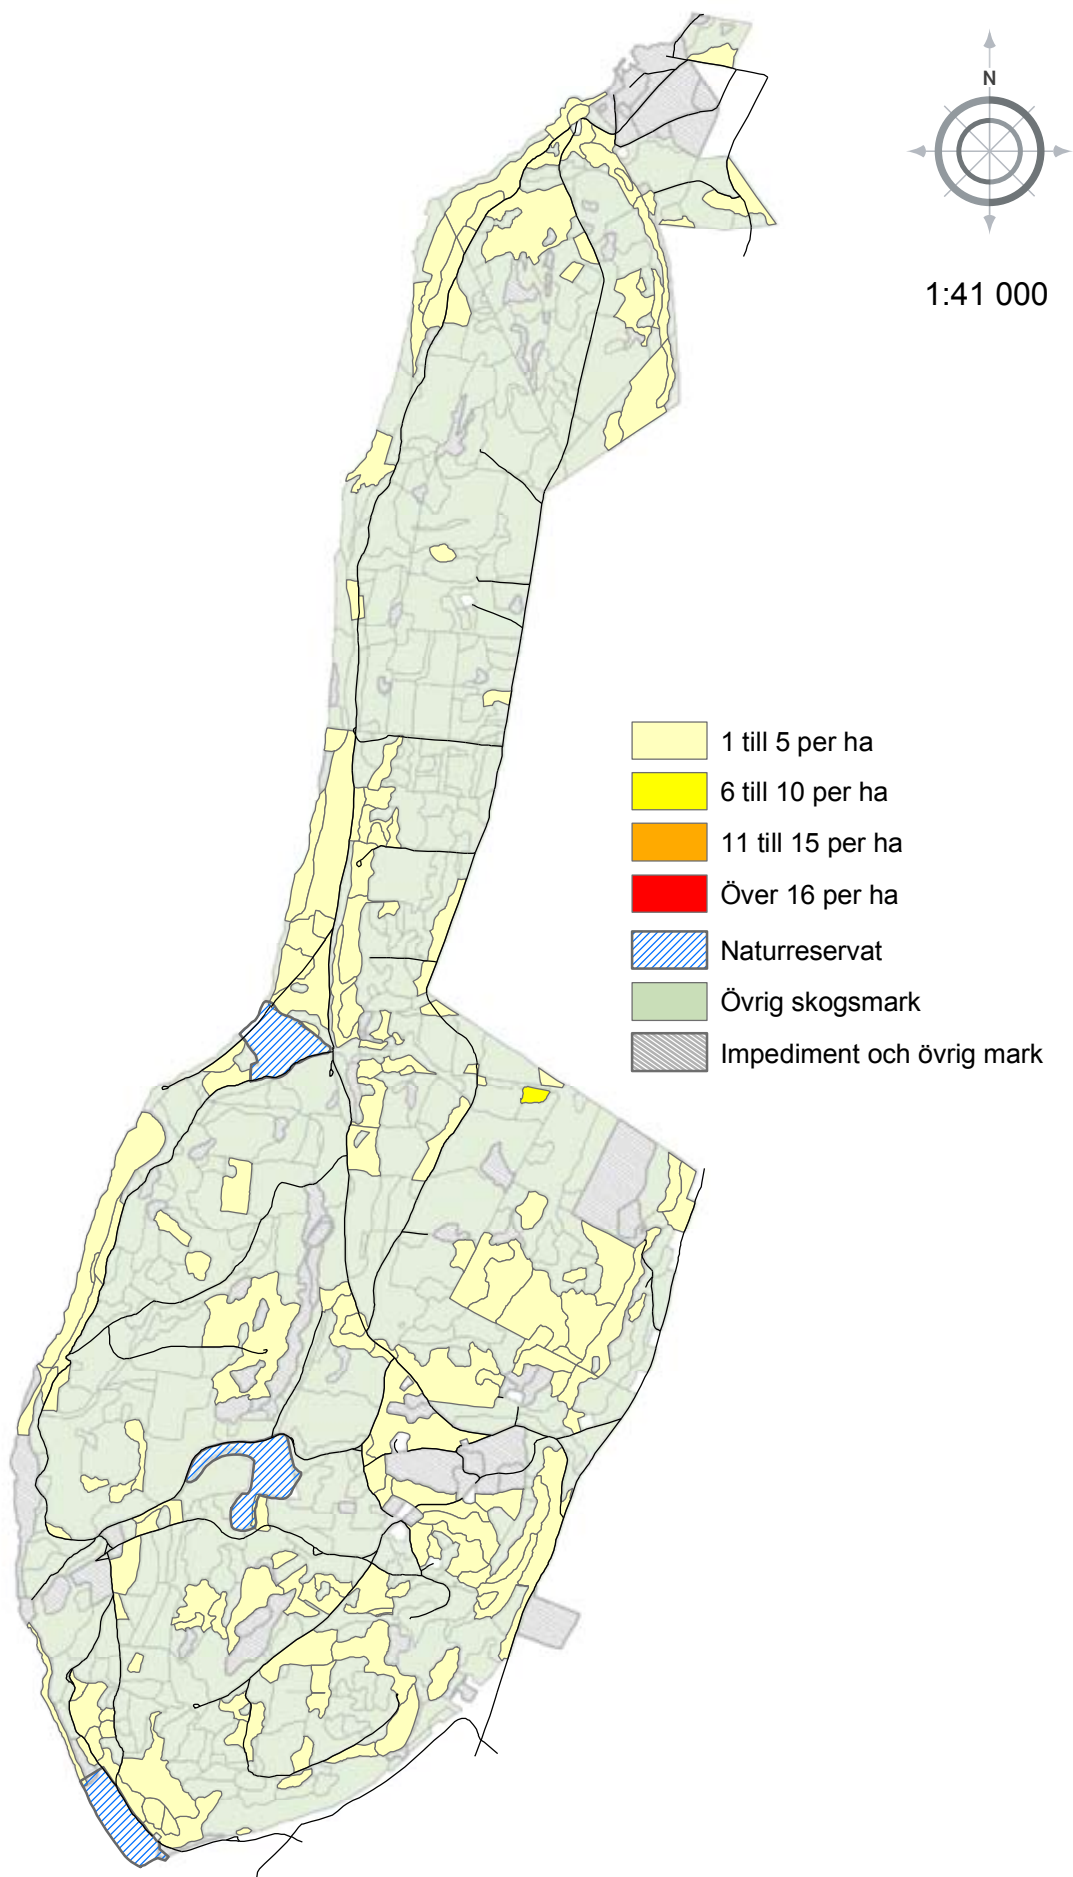 N
1:41 000
1 till 5 per ha
6 till 10 per ha
11 till 15 per ha
Över 16 per ha
Naturreservat
Övrig skogsmark
Impediment och övrig mark